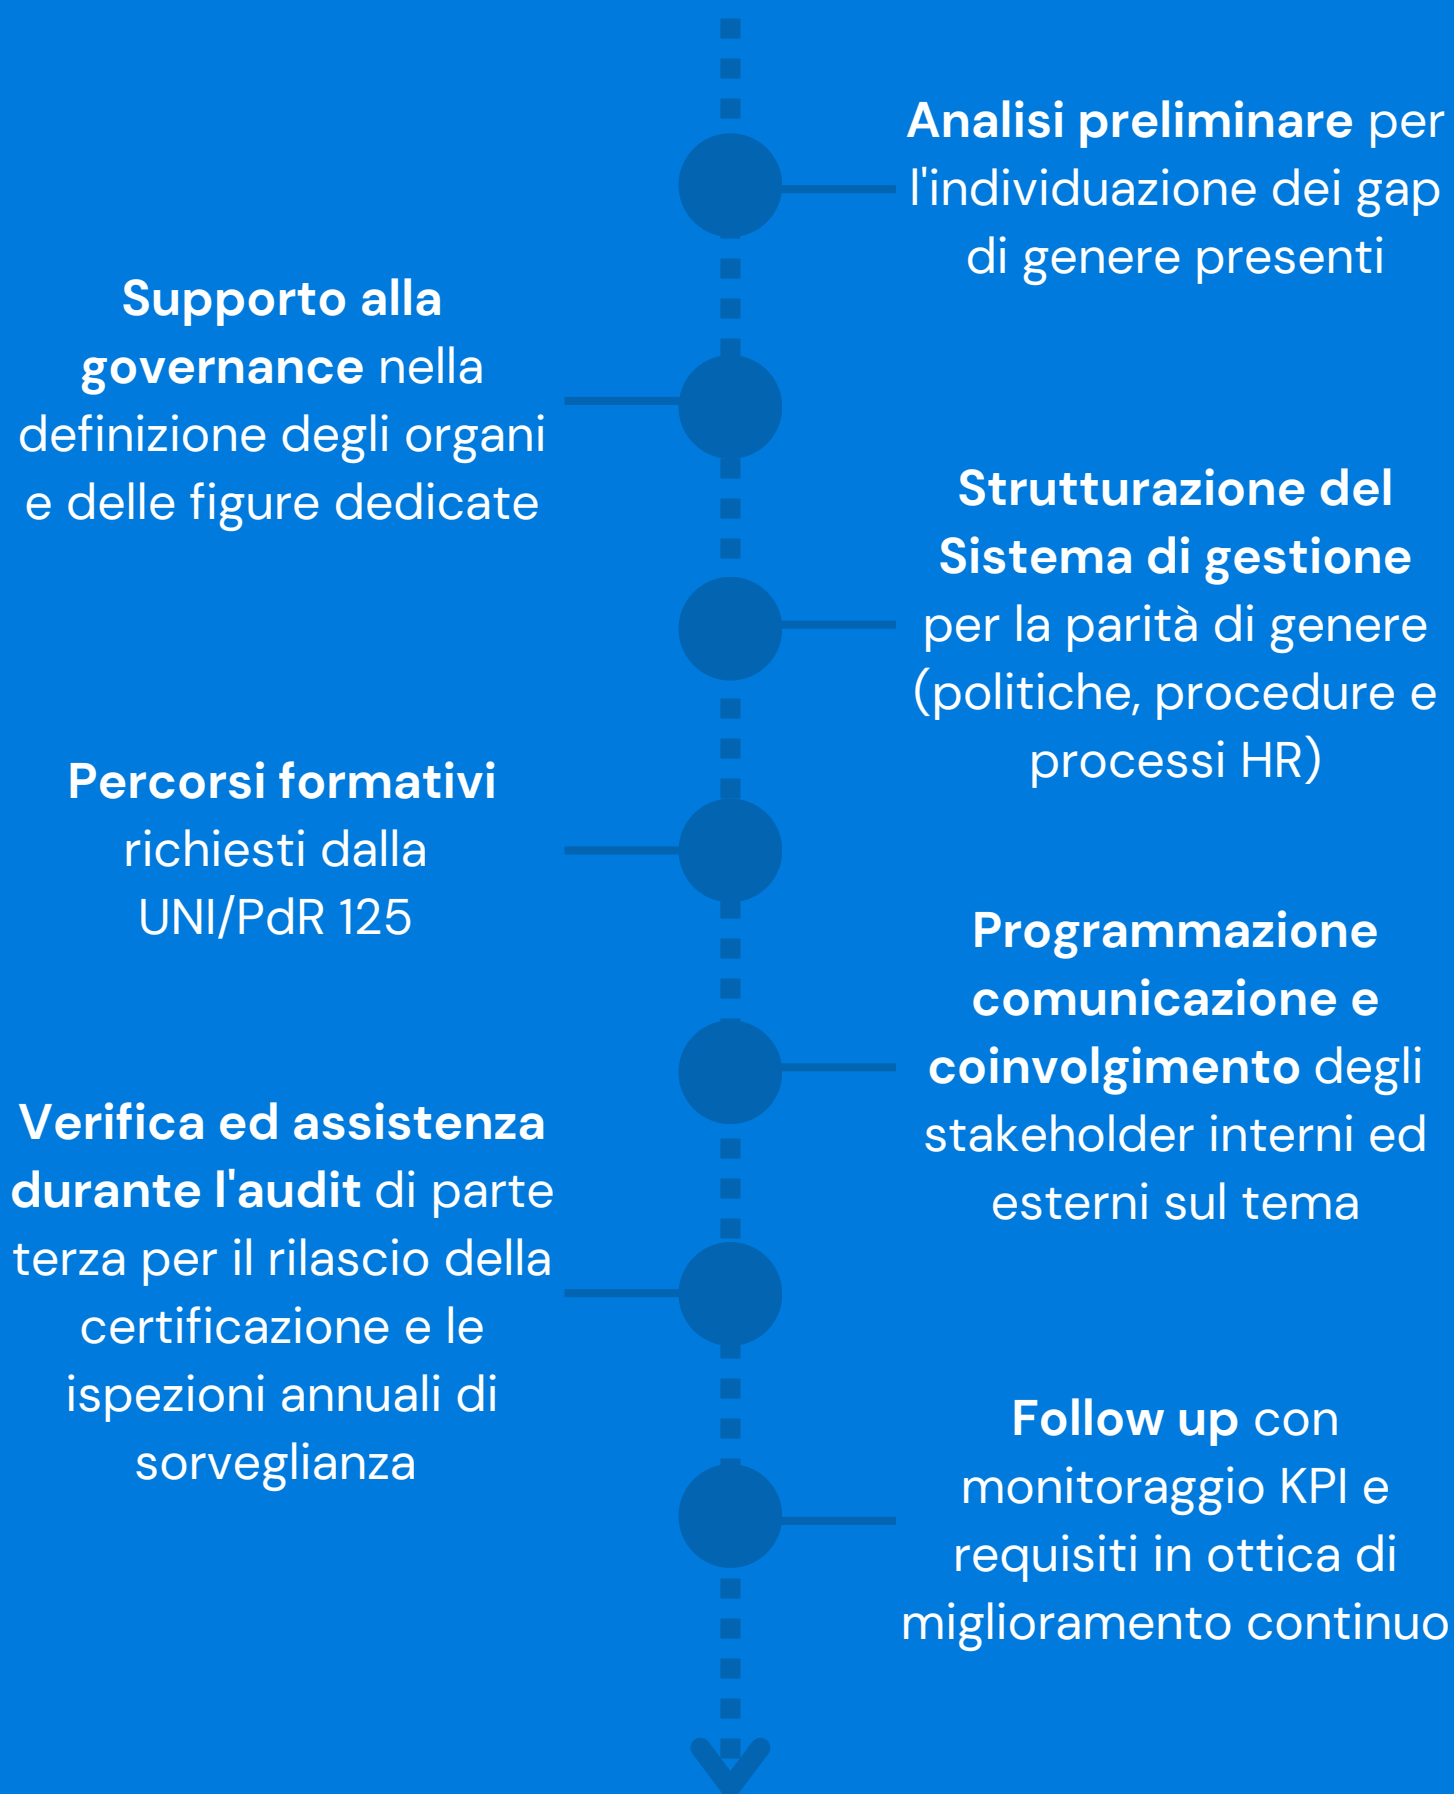 Analisi preliminare per
l'individuazione dei gap
di genere presenti
Supporto alla
governance nella
definizione degli organi
e delle figure dedicate
Strutturazione del
Sistema di gestione
per la parità di genere
(politiche, procedure e
processi HR)
Percorsi formativi
richiesti dalla
UNI/PdR 125
Programmazione
comunicazione e
coinvolgimento degli
stakeholder interni ed
esterni sul tema
Verifica ed assistenza
durante l'audit di parte
terza per il rilascio della
certificazione e le
ispezioni annuali di
sorveglianza
Follow up con
monitoraggio KPI e
requisiti in ottica di
miglioramento continuo